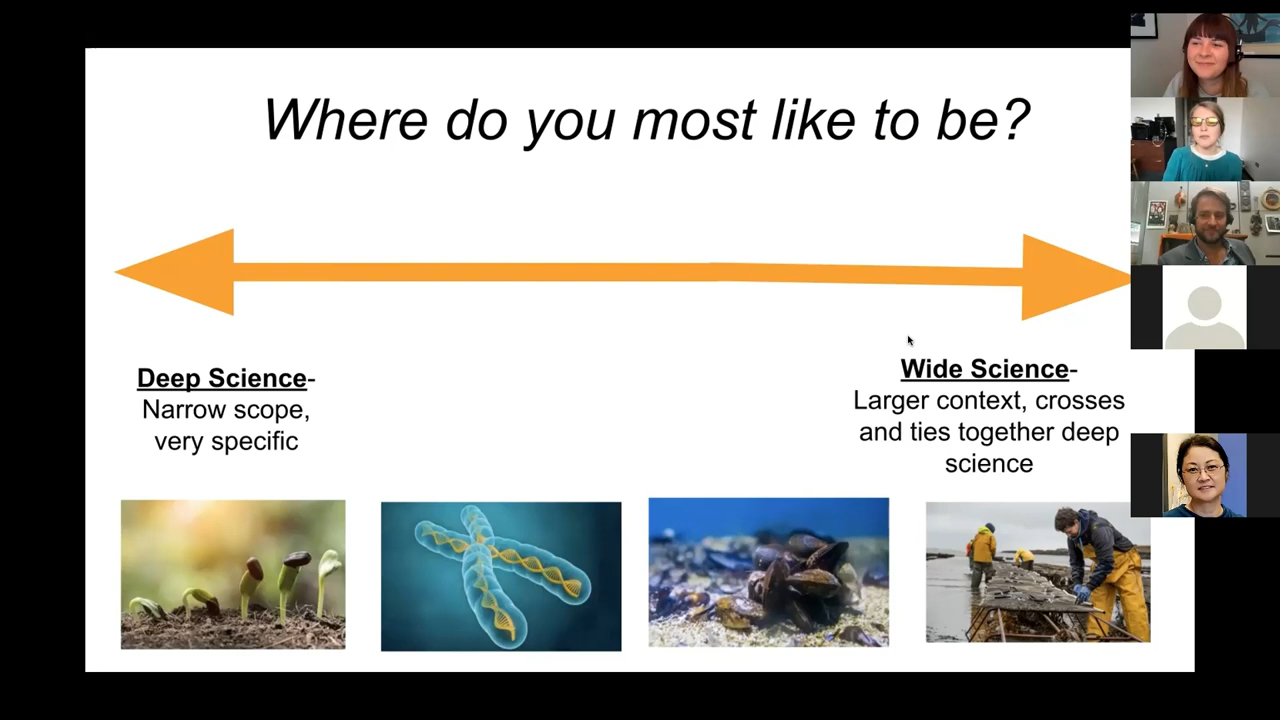 Where do you most like to be?
Deep Science-
Narrow scope,
very specific
Wide Science-
Larger context, crosses
and ties together deep
science